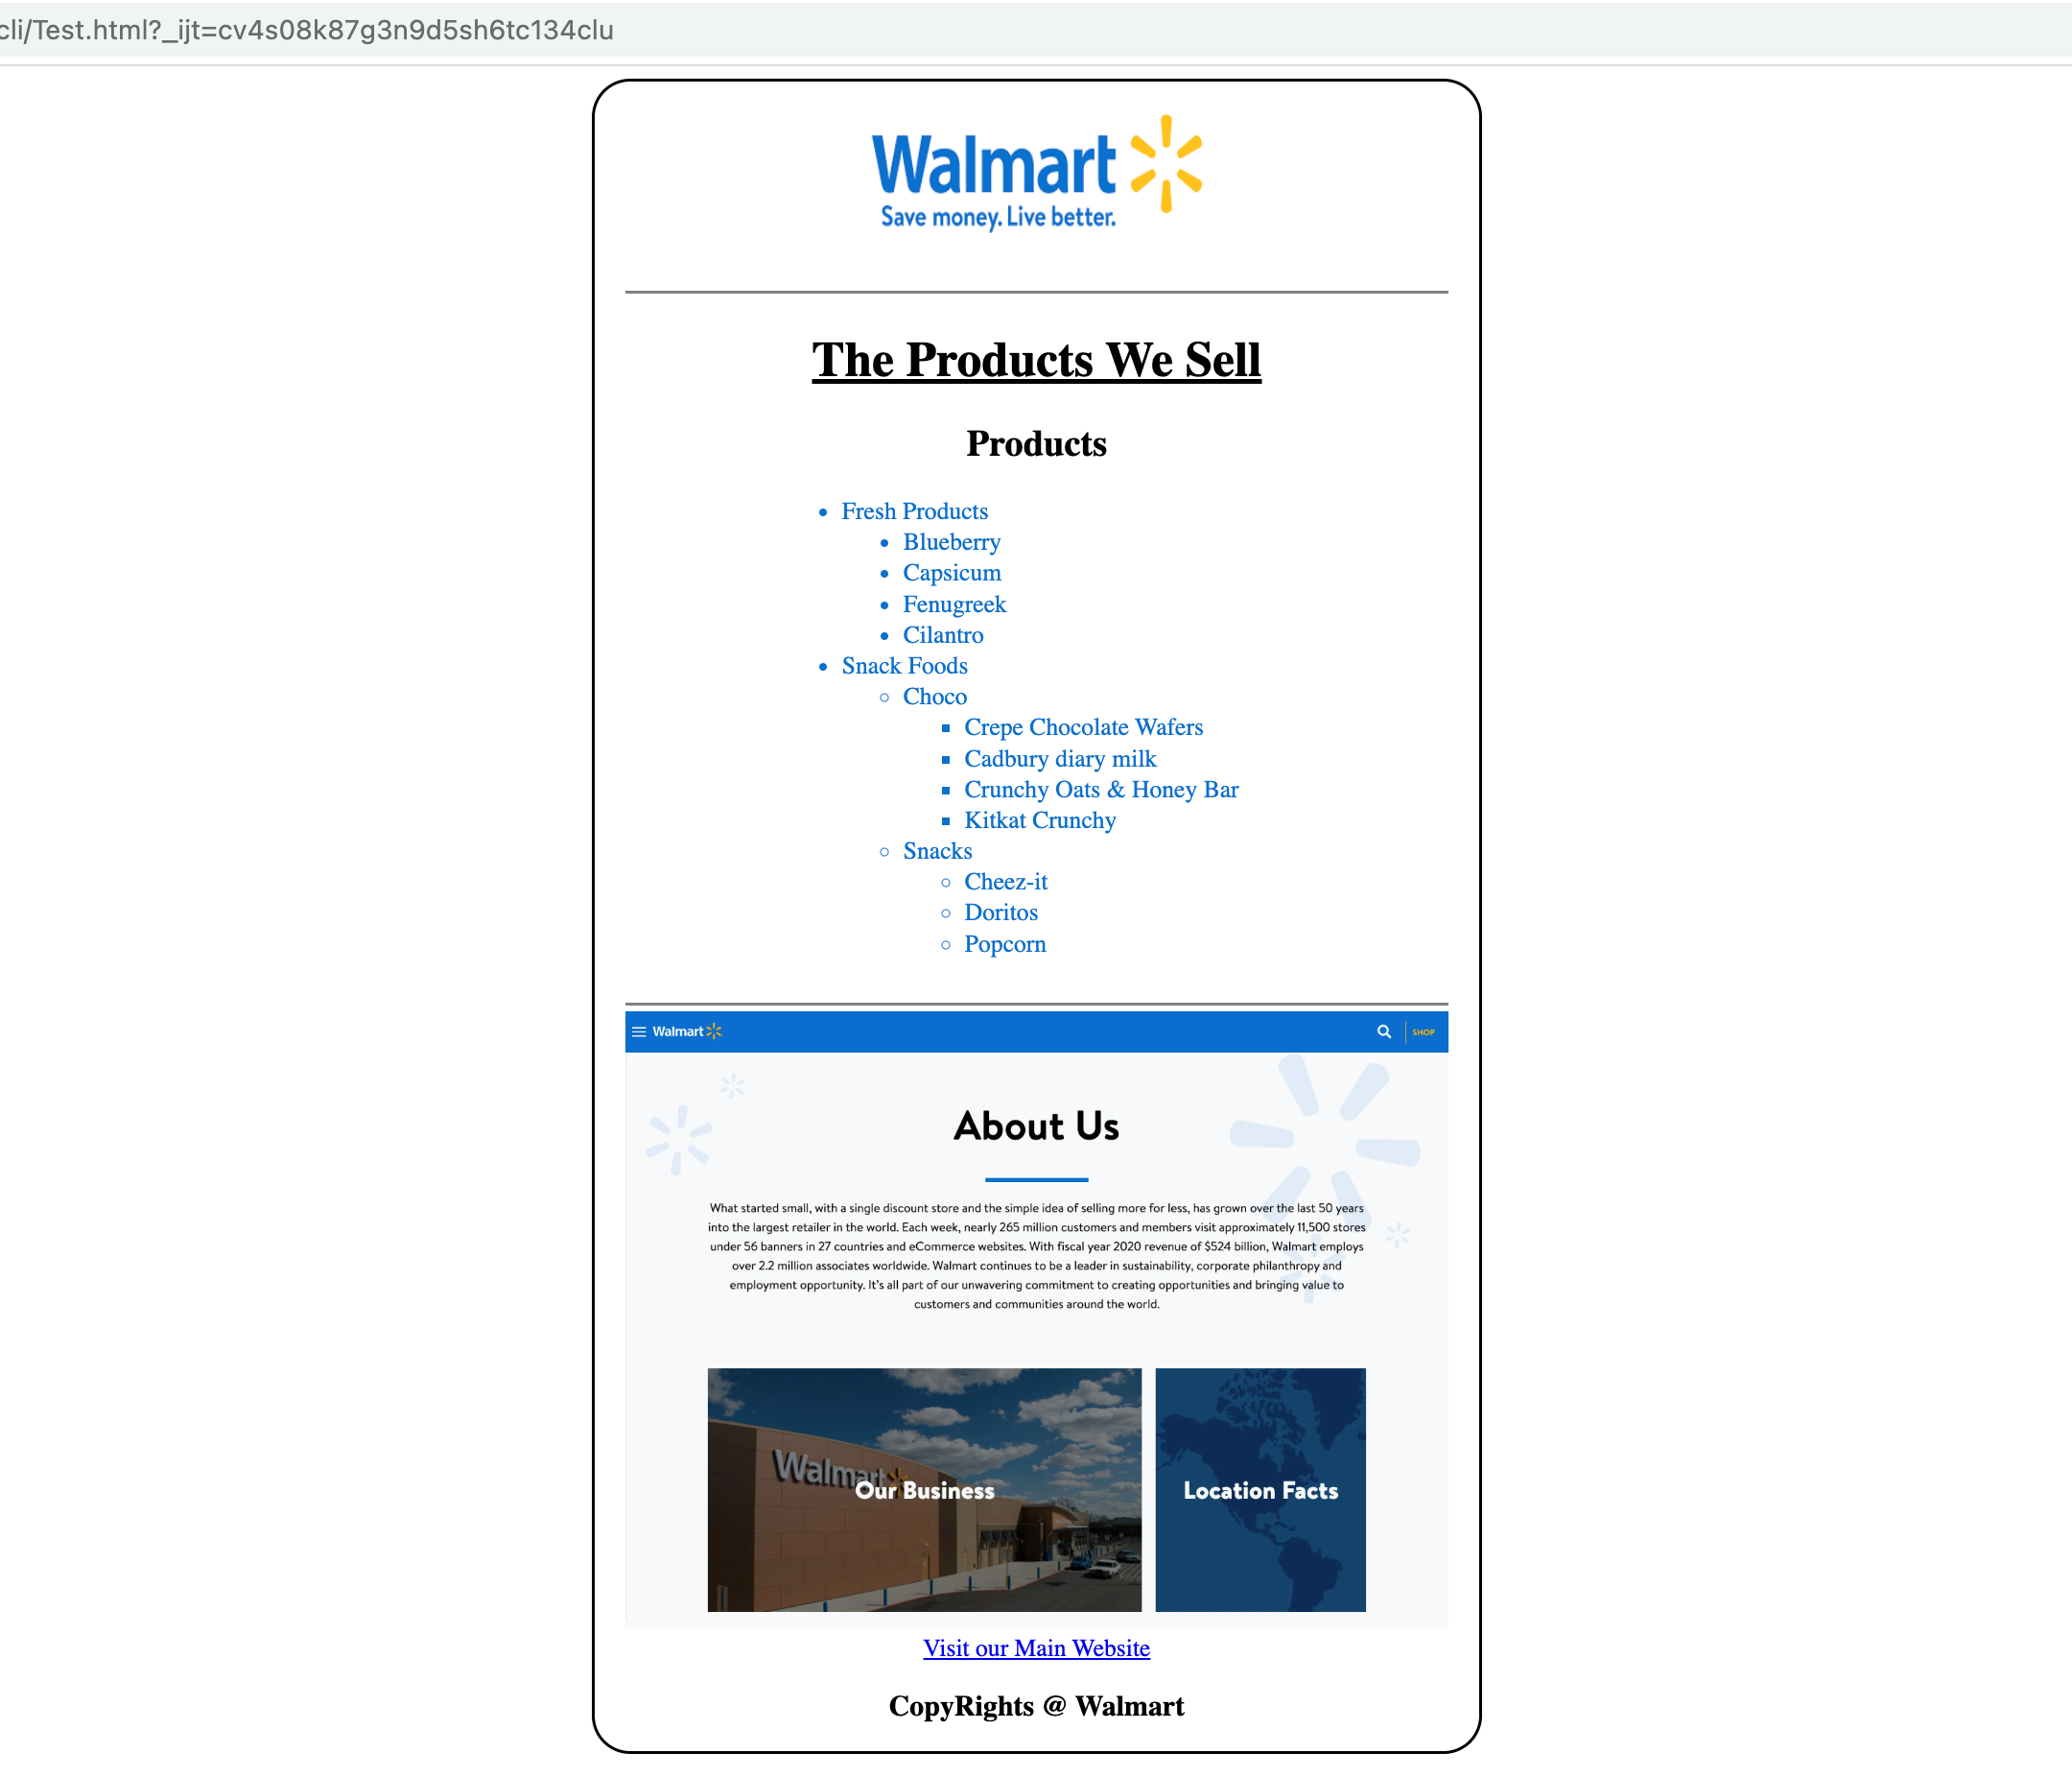 cli/Test.html?_ijt=cv4s08k87g3n9d5sh6tc134clu
Walmart
Save money. Live better.
The Products We Sell
Products
Fresh Products
Blueberry
Capsicum
Fenugreek
Cilantro
Snack Foods
Choco
Crepe Chocolate Wafers
Cadbury diary milk
Crunchy Oats & Honey Bar
Kitkat Crunchy
Snacks
Cheez-it
Doritos
Popcorn
Walmart
SHOP
About Us
What started small, with a single discount store and the simple idea of selling more for less, has grown over the last 50 years
into the largest retailer in the world. Each week, nearly 265 million customers and members visit approximately 11,500 stores
under 56 banners in 27 countries and eCommerce websites. With fiscal year 2020 revenue of $524 billion, Walmart employs
over 2.2 million associates worldwide. Walmart continues to be a leader in sustainability, corporate philanthropy and
employment opportunity. It's all part of our unwavering commitment to creating opportunities and bringing value to
customers and communities around the world.
Walmart
Our Business
Location Facts
Visit our Main Website
CopyRights @ Walmart